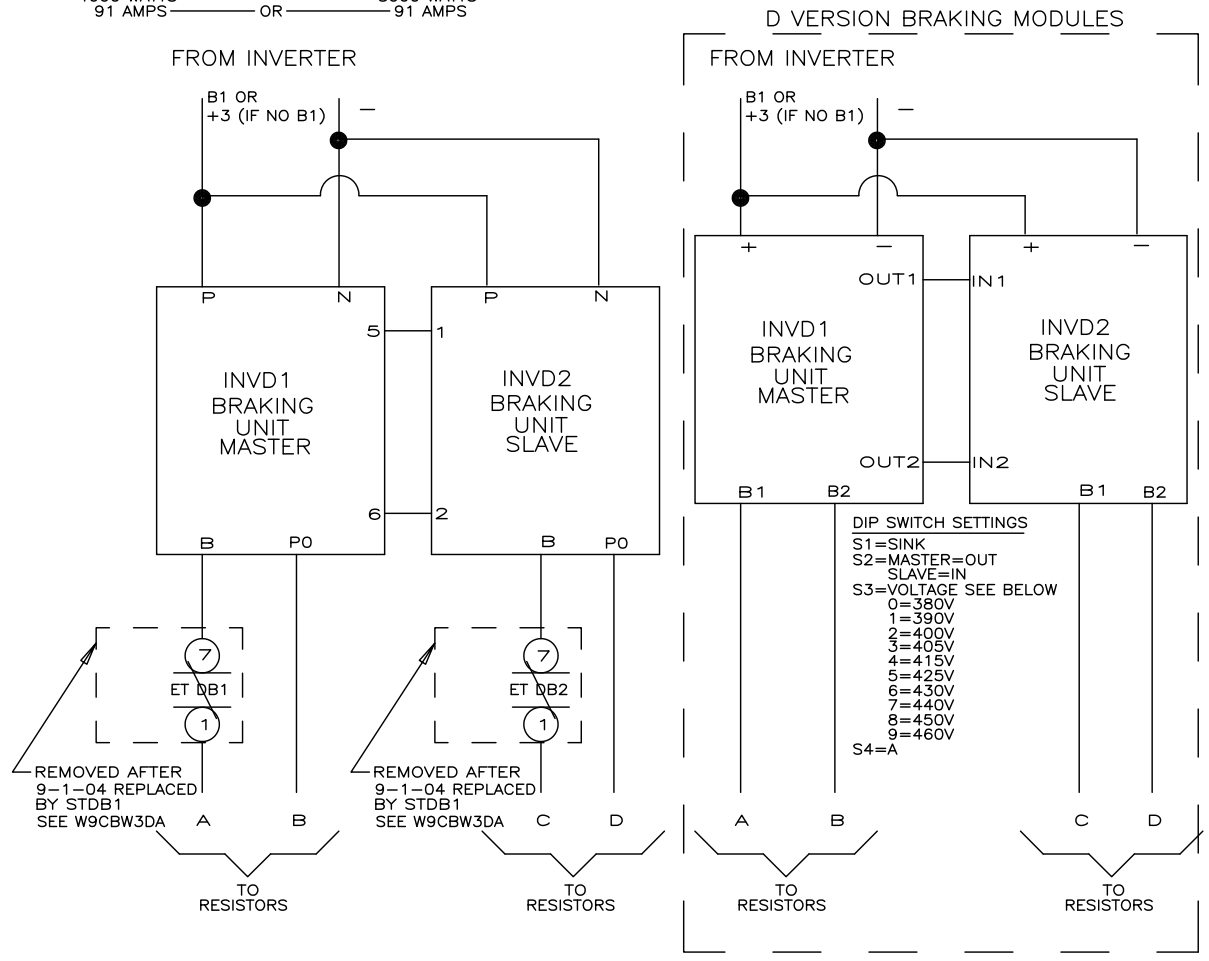 91 AMPS OR 91 AMPS
D VERSION BRAKING MODULES
FROM INVERTER
B1 OR
+3 (IF NO B1)
−
P
N
P
N
5
1
INVD1
BRAKING
UNIT
MASTER
INVD2
BRAKING
UNIT
SLAVE
6
2
B
P0
B
P0
7
ET DB1
1
7
ET DB2
1
REMOVED AFTER
9-1-04 REPLACED
BY STDB1
SEE W9CBW3DA
REMOVED AFTER
9-1-04 REPLACED
BY STDB1
SEE W9CBW3DA
A
B
C
D
TO
RESISTORS
TO
RESISTORS
FROM INVERTER
B1 OR
+3 (IF NO B1)
−
+
−
+
−
OUT1
IN1
INVD1
BRAKING
UNIT
MASTER
INVD2
BRAKING
UNIT
SLAVE
OUT2
IN2
B1
B2
B1
B2
DIP SWITCH SETTINGS
S1=SINK
S2=MASTER=OUT
SLAVE=IN
S3=VOLTAGE SEE BELOW
0=380V
1=390V
2=400V
3=405V
4=415V
5=425V
6=430V
7=440V
8=450V
9=460V
S4=A
A
B
C
D
TO
RESISTORS
TO
RESISTORS